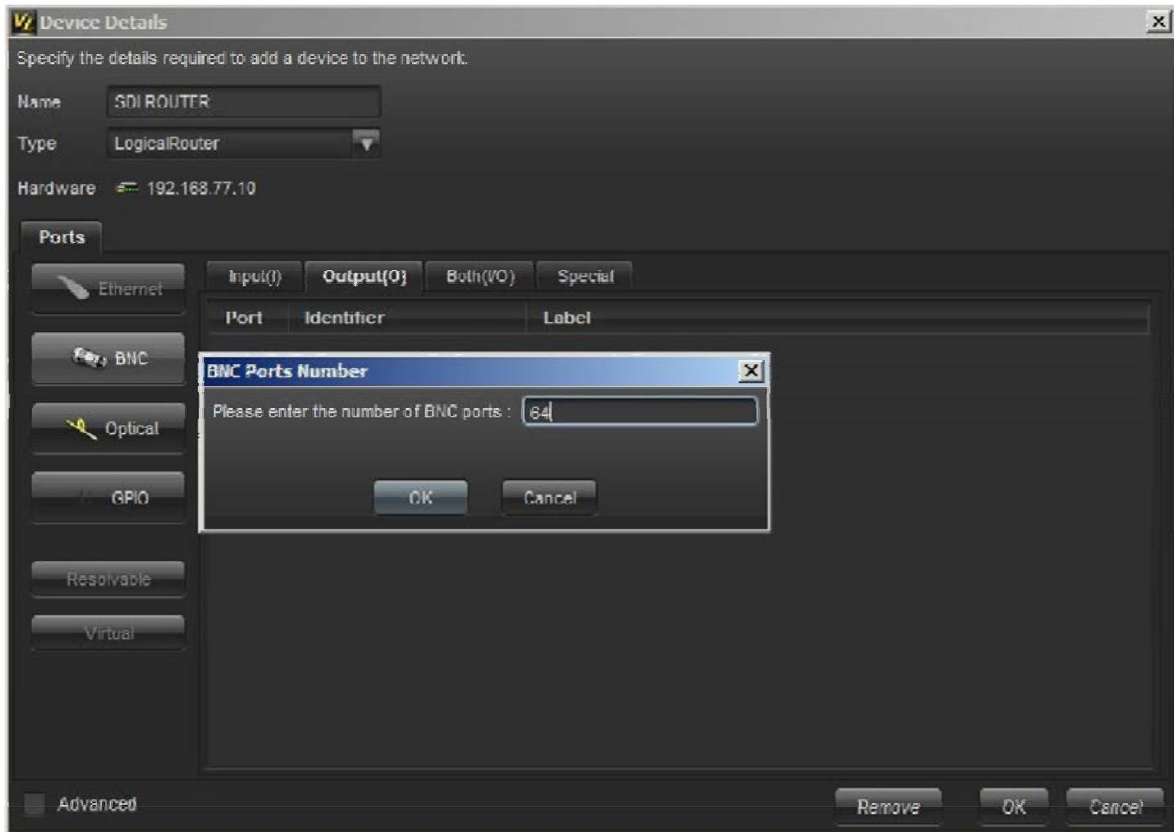 Device Details
Specify the details required to add a device to the network.
Name SDI ROUTER
Type LogicalRouter
Hardware 192.168.77.10
Ports
Ethernet
BNC
Optical
GPIO
Resolvable
Virtual
Input(I) Output(O) Both(I/O) Special
Port Identifier Label
BNC Ports Number
Please enter the number of BNC ports : 64
OK Cancel
Advanced
Remove OK Cancel